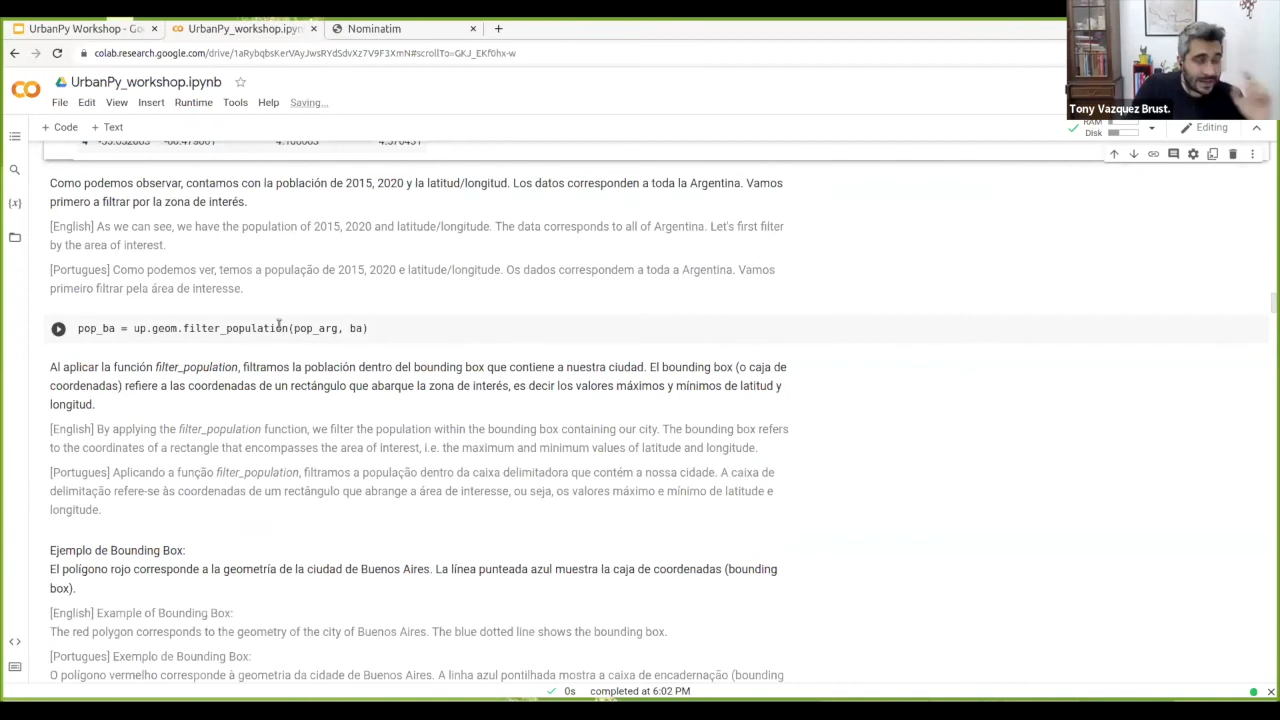 UrbanPy Workshop - Go
UrbanPy_workshop.ipyn
Nominatim
colab.research.google.com/drive/1aRybqbsKerVAyJwsRYdSdvXz7V9F3XmN#scrollTo=GKJ_EKf0hx-w
UrbanPy_workshop.ipynb
File Edit View Insert Runtime Tools Help Saving...
+ Code + Text
RAM
Disk
Editing
Tony Vazquez Brust.
4 -35.032083 -60.479001
Como podemos observar, contamos con la población de 2015, 2020 y la latitud/longitud. Los datos corresponden a toda la Argentina. Vamos
primero a filtrar por la zona de interés.
[English] As we can see, we have the population of 2015, 2020 and latitude/longitude. The data corresponds to all of Argentina. Let's first filter
by the area of interest.
[Portugues] Como podemos ver, temos a população de 2015, 2020 e latitude/longitude. Os dados correspondem a toda a Argentina. Vamos
primeiro filtrar pela área de interesse.
pop_ba = up.geom.filter_population(pop_arg, ba)
Al aplicar la función filter_population, filtramos la población dentro del bounding box que contiene a nuestra ciudad. El bounding box (o caja de
coordenadas) refiere a las coordenadas de un rectángulo que abarque la zona de interés, es decir los valores máximos y mínimos de latitud y
longitud.
[English] By applying the filter_population function, we filter the population within the bounding box containing our city. The bounding box refers
to the coordinates of a rectangle that encompasses the area of interest, i.e. the maximum and minimum values of latitude and longitude.
[Portugues] Aplicando a função filter_population, filtramos a população dentro da caixa delimitadora que contém a nossa cidade. A caixa de
delimitação refere-se às coordenadas de um rectângulo que abrange a área de interesse, ou seja, os valores máximo e mínimo de latitude e
longitude.
Ejemplo de Bounding Box:
El polígono rojo corresponde a la geometría de la ciudad de Buenos Aires. La línea punteada azul muestra la caja de coordenadas (bounding
box).
[English] Example of Bounding Box:
The red polygon corresponds to the geometry of the city of Buenos Aires. The blue dotted line shows the bounding box.
[Portugues] Exemplo de Bounding Box:
O polígono vermelho corresponde à geometria da cidade de Buenos Aires. A linha azul pontilhada mostra a caixa de encadernação (bounding
0s completed at 6:02 PM